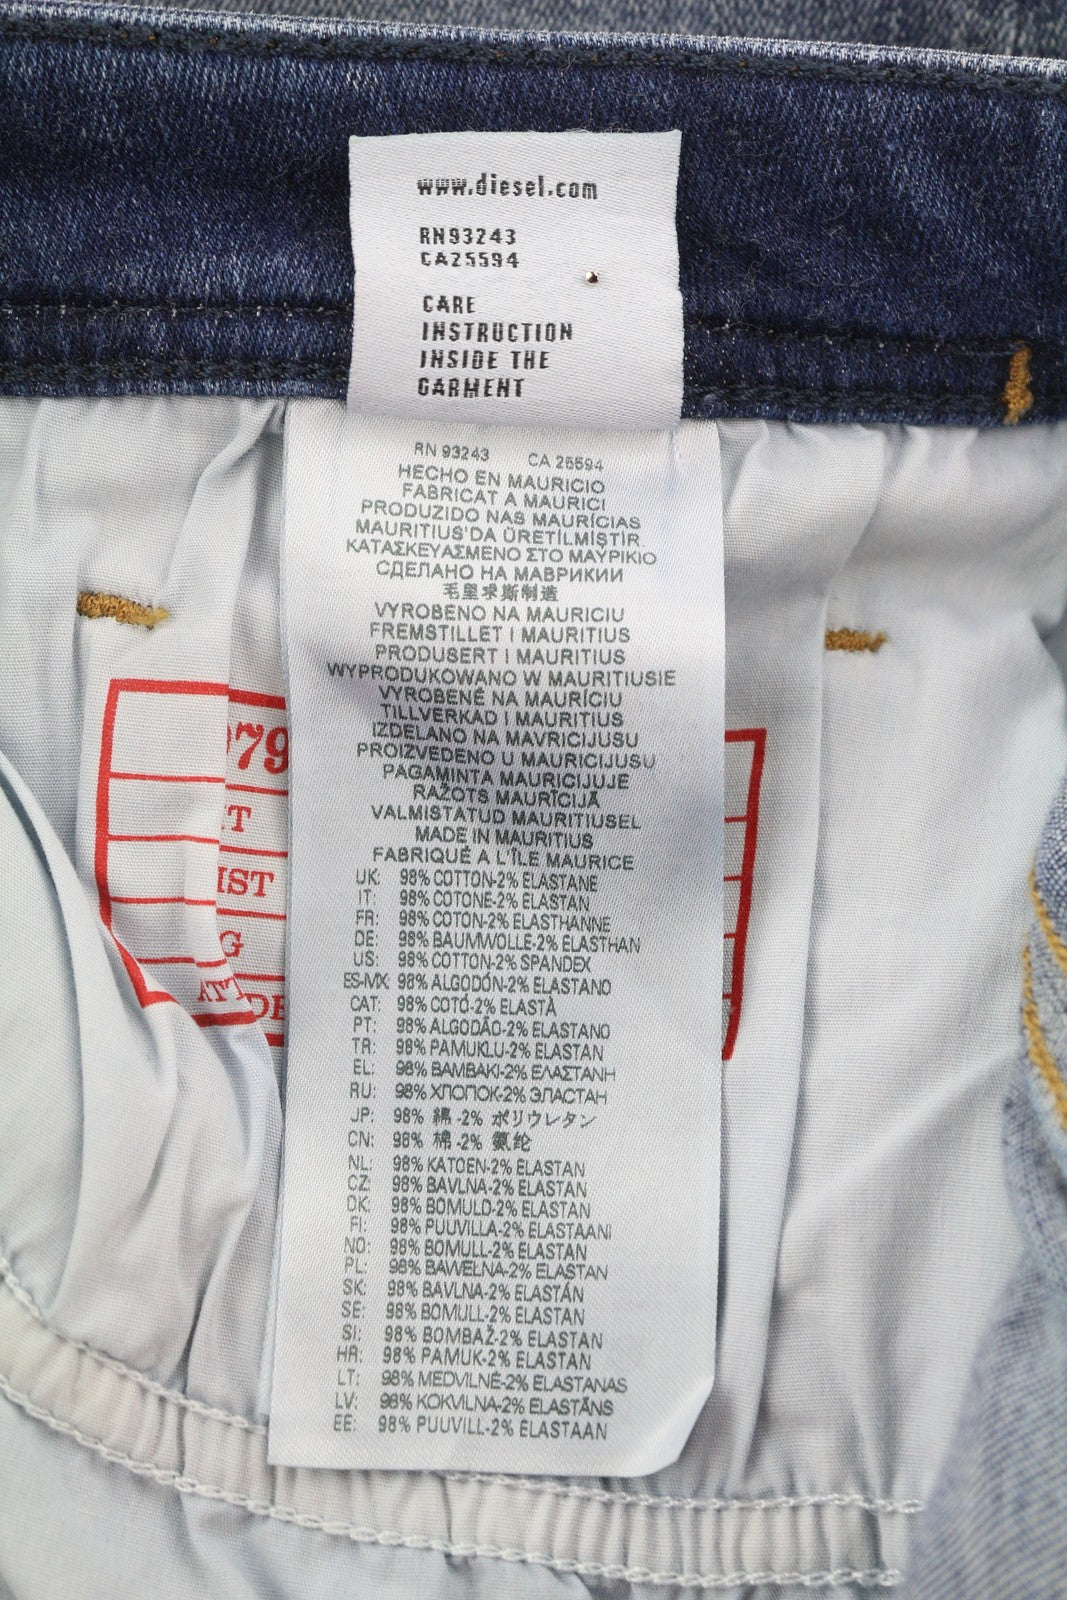 www.diesel.com
RN93243
CA25594
CARE
INSTRUCTION
INSIDE THE
GARMENT
RN 93243 CA 25594
HECHO EN MAURICIO
FABRICAT A MAURICI
PRODUZIDO NAS MAURÍCIAS
MAURITIUS'DA ÜRETİLMİŞTİR
ΚΑΤΑΣΚΕΥΑΣΜΕΝΟ ΣΤΟ ΜΑΥΡΙΚΙΟ
СДЕЛАНО НА МАВРИКИИ
毛里求斯制造
VYROBENO NA MAURICIU
FREMSTILLET I MAURITIUS
PRODUSERT I MAURITIUS
WYPRODUKOWANO W MAURITIUSIE
VYROBENÉ NA MAURÍCIU
TILLVERKAD I MAURITIUS
IZDELANO NA MAVRICIJUSU
PROIZVEDENO U MAURICIJUSU
PAGAMINTA MAURICIJUJE
RAŽOTS MAURĪCIJĀ
VALMISTATUD MAURITIUSEL
MADE IN MAURITIUS
FABRIQUÉ A L'ÎLE MAURICE
UK: 98% COTTON-2% ELASTANE
IT: 98% COTONE-2% ELASTAN
FR: 98% COTON-2% ELASTHANNE
DE: 98% BAUMWOLLE-2% ELASTHAN
US: 98% COTTON-2% SPANDEX
ES-MX: 98% ALGODÓN-2% ELASTANO
CAT: 98% COTÓ-2% ELASTÀ
PT: 98% ALGODÃO-2% ELASTANO
TR: 98% PAMUKLU-2% ELASTAN
EL: 98% ΒΑΜΒΑΚΙ-2% ΕΛΑΣΤΑΝΗ
RU: 98% ХЛОПОК-2% ЭЛАСТАН
JP: 98% 綿 -2% ポリウレタン
CN: 98% 棉 -2% 氨纶
NL: 98% KATOEN-2% ELASTAN
CZ: 98% BAVLNA-2% ELASTAN
DK: 98% BOMULD-2% ELASTAN
FI: 98% PUUVILLA-2% ELASTAANI
NO: 98% BOMULL-2% ELASTAN
PL: 98% BAWEŁNA-2% ELASTAN
SK: 98% BAVLNA-2% ELASTÁN
SE: 98% BOMULL-2% ELASTAN
SI: 98% BOMBAŽ-2% ELASTAN
HR: 98% PAMUK-2% ELASTAN
LT: 98% MEDVILNĖ-2% ELASTANAS
LV: 98% KOKVILNA-2% ELASTĀNS
EE: 98% PUUVILL-2% ELASTAAN